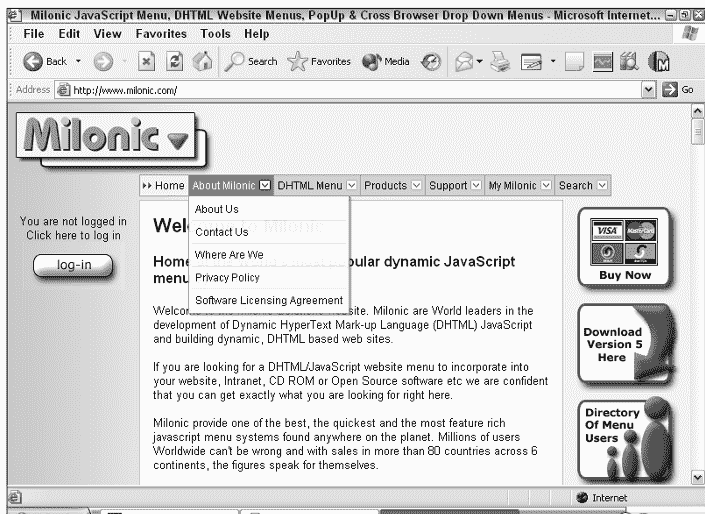 Milonic JavaScript Menu, DHTML Website Menus, PopUp & Cross Browser Drop Down Menus - Microsoft Internet...
File Edit View Favorites Tools Help
Back Search Favorites Media
Address http://www.milonic.com/ Go
Milonic
Home About Milonic DHTML Menu Products Support My Milonic Search
You are not logged in
Click here to log in
log-in
About Us
Contact Us
Where Are We
Privacy Policy
Software Licensing Agreement
Milonic
Home dynamic JavaScript
menu
Welcome
site. Milonic are World leaders in the
development of Dynamic HyperText Mark-up Language (DHTML) JavaScript
and building dynamic, DHTML based web sites.
If you are looking for a DHTML/JavaScript website menu to incorporate into
your website, Intranet, CD ROM or Open Source software etc we are confident
that you can get exactly what you are looking for right here.
Milonic provide one of the best, the quickest and the most feature rich
javascript menu systems found anywhere on the planet. Millions of users
Worldwide can't be wrong and with sales in more than 80 countries across 6
continents, the figures speak for themselves.
VISA MasterCard
Buy Now
Download
Version 5
Here
Directory
Of Menu
Users
Internet